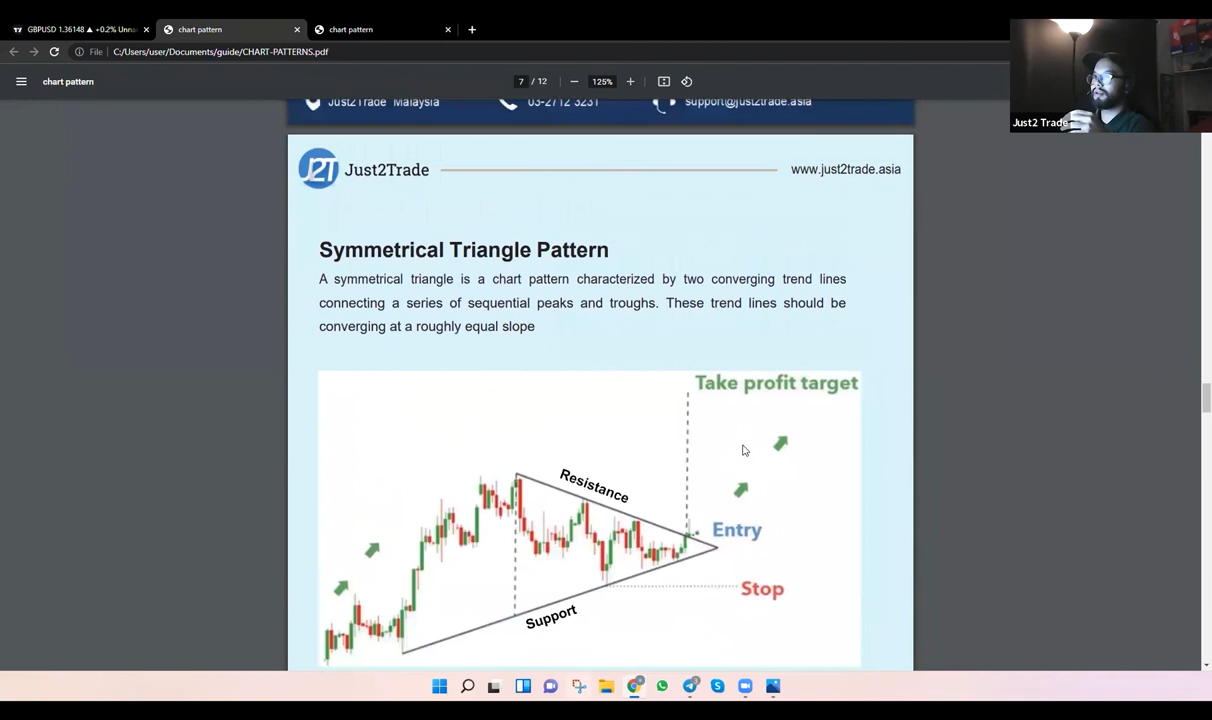 GBPUSD 1.36148 ▲ +0.2% Unna
chart pattern
chart pattern
File
C:/Users/user/Documents/guide/CHART-PATTERNS.pdf
chart pattern
7 / 12
125%
Just2 Trade
Just2Trade Malaysia
03-2712 3231
support@just2trade.asia
J2T
Just2Trade
www.just2trade.asia
Symmetrical Triangle Pattern
A symmetrical triangle is a chart pattern characterized by two converging trend lines
connecting a series of sequential peaks and troughs. These trend lines should be
converging at a roughly equal slope
Take profit target
Resistance
Entry
Stop
Support